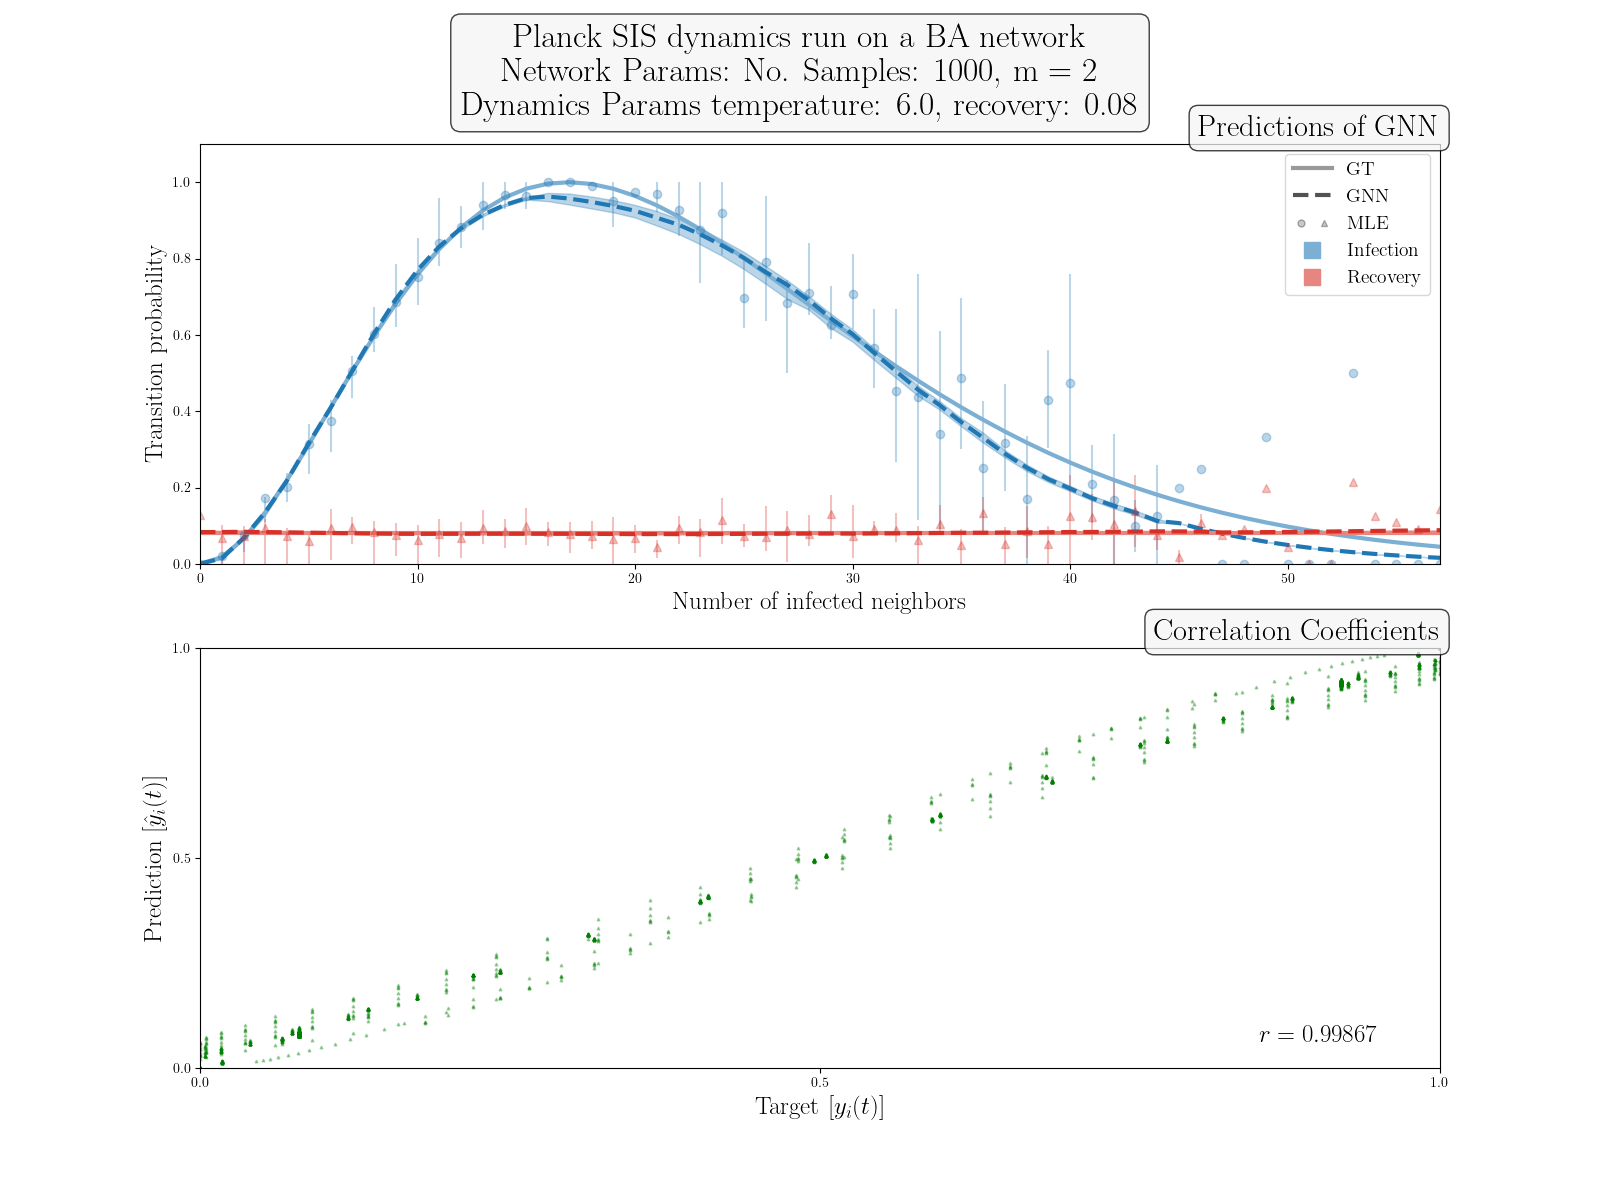 Planck SIS dynamics run on a BA network
Network Params: No. Samples: 1000, m = 2
Dynamics Params temperature: 6.0, recovery: 0.08
Predictions of GNN
GT
GNN
MLE
Infection
Recovery
Transition probability
1.0
0.8
0.6
0.4
0.2
0.0
0 10 20 30 40 50
Number of infected neighbors
Correlation Coefficients
Prediction [ŷᵢ(t)]
1.0
0.5
0.0
r = 0.99867
0.0 0.5 1.0
Target [yᵢ(t)]